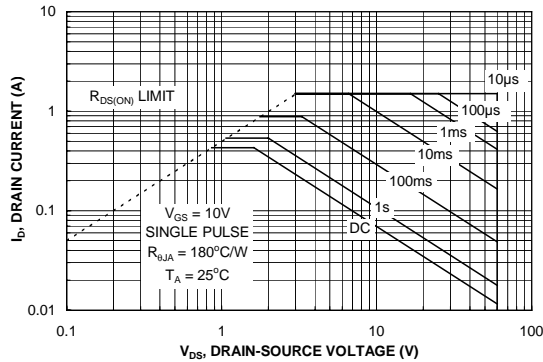 10
1
0.1
0.01
0.1
1
10
100
I_D, DRAIN CURRENT (A)
V_DS, DRAIN-SOURCE VOLTAGE (V)
R_DS(ON) LIMIT
V_GS = 10V
SINGLE PULSE
R_θJA = 180°C/W
T_A = 25°C
10μs
100μs
1ms
10ms
100ms
1s
DC